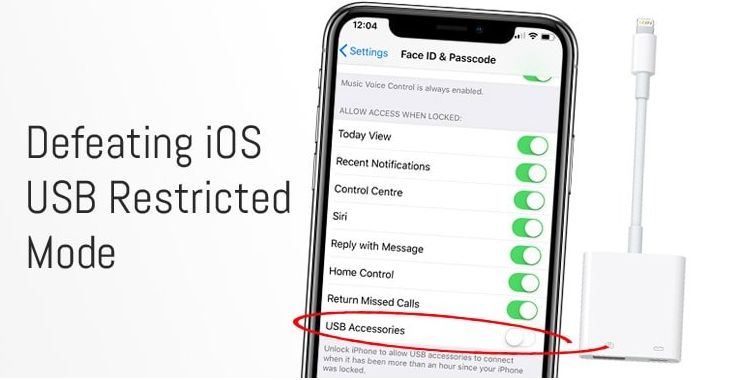 12:04
Settings
Face ID & Passcode
Music Voice Control is always enabled.
ALLOW ACCESS WHEN LOCKED:
Today View
Recent Notifications
Control Centre
Siri
Reply with Message
Home Control
Return Missed Calls
USB Accessories
Unlock iPhone to allow USB accessories to connect
when it has been more than an hour since your iPhone
was locked.
Defeating iOS
USB Restricted
Mode